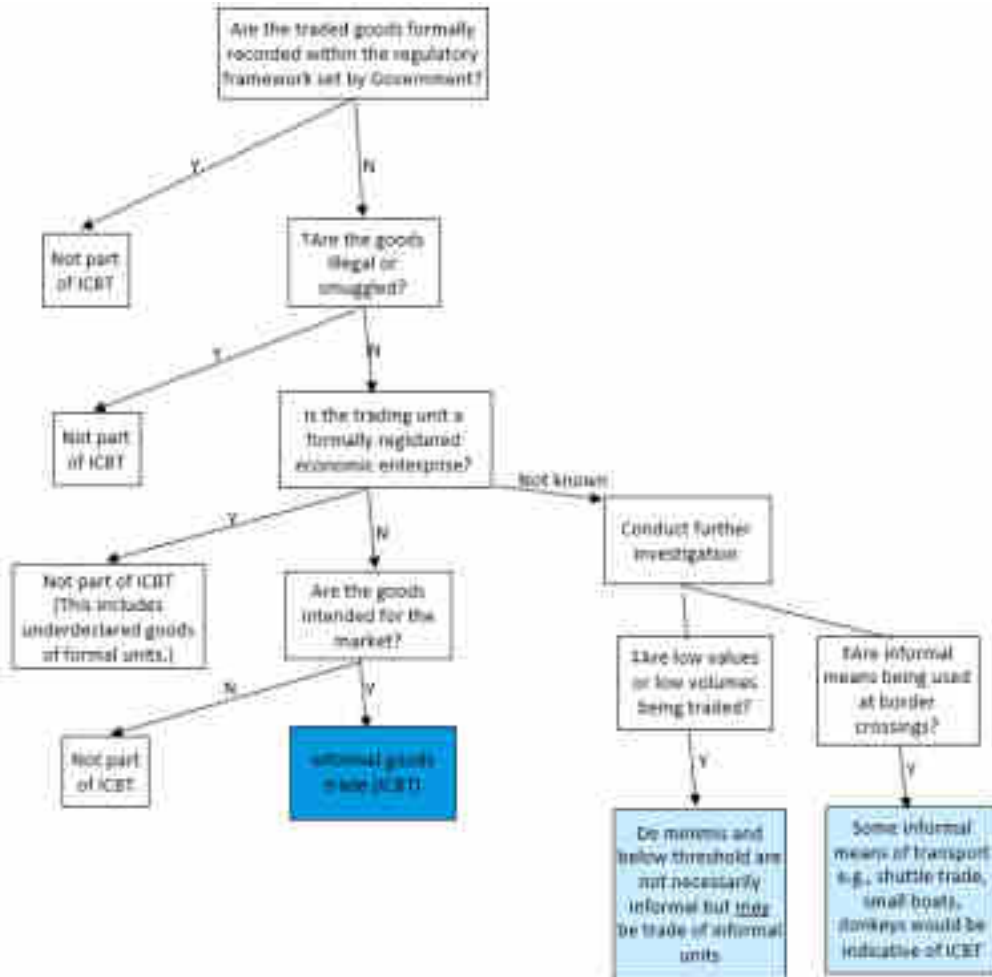 Are the traded goods formally
recorded within the regulatory
framework set by Government?
Y
N
Not part
of ICBT
†Are the goods
illegal or
smuggled?
Y
N
Not part
of ICBT
Is the trading unit a
formally registered
economic enterprise?
Not known
Y
N
Conduct further
investigation
Not part of ICBT
(This includes
underdeclared goods
of formal units.)
Are the goods
intended for the
market?
‡Are low values
or low volumes
being traded?
‡Are informal
means being used
at border
crossings?
N
Y
Y
Y
Not part
of ICBT
Informal goods
trade (ICBT)
De minimis and
below threshold are
not necessarily
informal but may
be trade of informal
units
Some informal
means of transport
e.g., shuttle trade,
small boats,
donkeys would be
indicative of ICBT